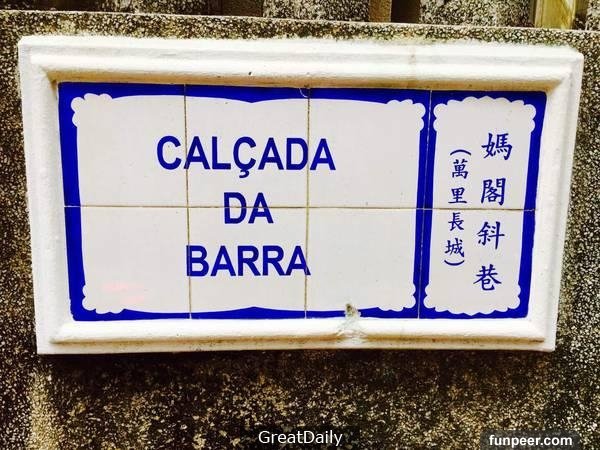 CALÇADA
DA
BARRA
媽閣斜巷
(萬里長城)
GreatDaily
funpeer.com